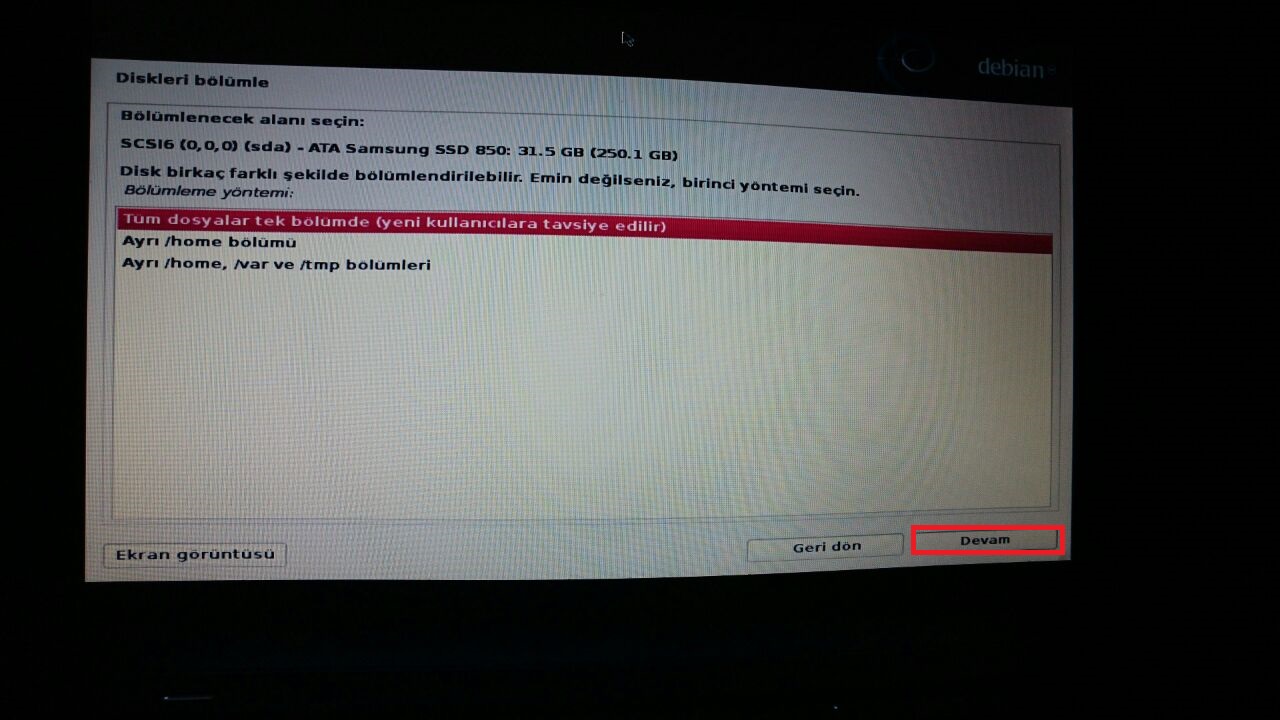 debian 8
Diskleri bölümle
Bölümlenecek alanı seçin:
SCSI6 (0,0,0) (sda) - ATA Samsung SSD 850: 31.5 GB (250.1 GB)
Disk birkaç farklı şekilde bölümlendirilebilir. Emin değilseniz, birinci yöntemi seçin.
Bölümleme yöntemi:
Tüm dosyalar tek bölümde (yeni kullanıcılara tavsiye edilir)
Ayrı /home bölümü
Ayrı /home, /var ve /tmp bölümleri
Ekran görüntüsü
Geri dön
Devam